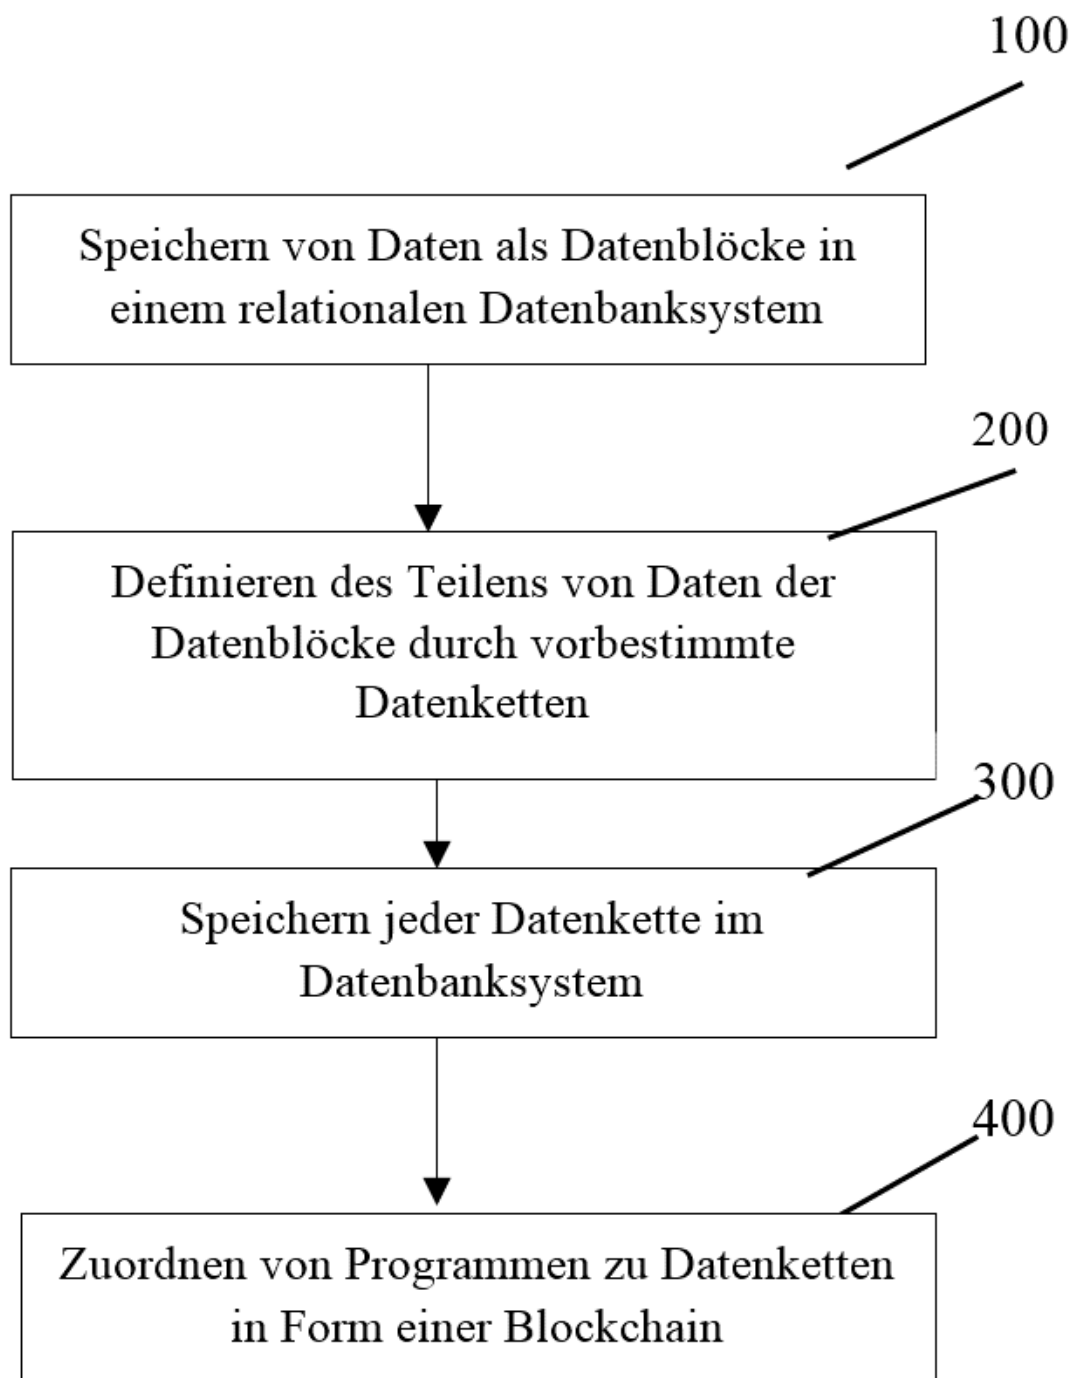 100
Speichern von Daten als Datenblöcke in
einem relationalen Datenbanksystem
200
Definieren des Teilens von Daten der
Datenblöcke durch vorbestimmte
Datenketten
300
Speichern jeder Datenkette im
Datenbanksystem
400
Zuordnen von Programmen zu Datenketten
in Form einer Blockchain